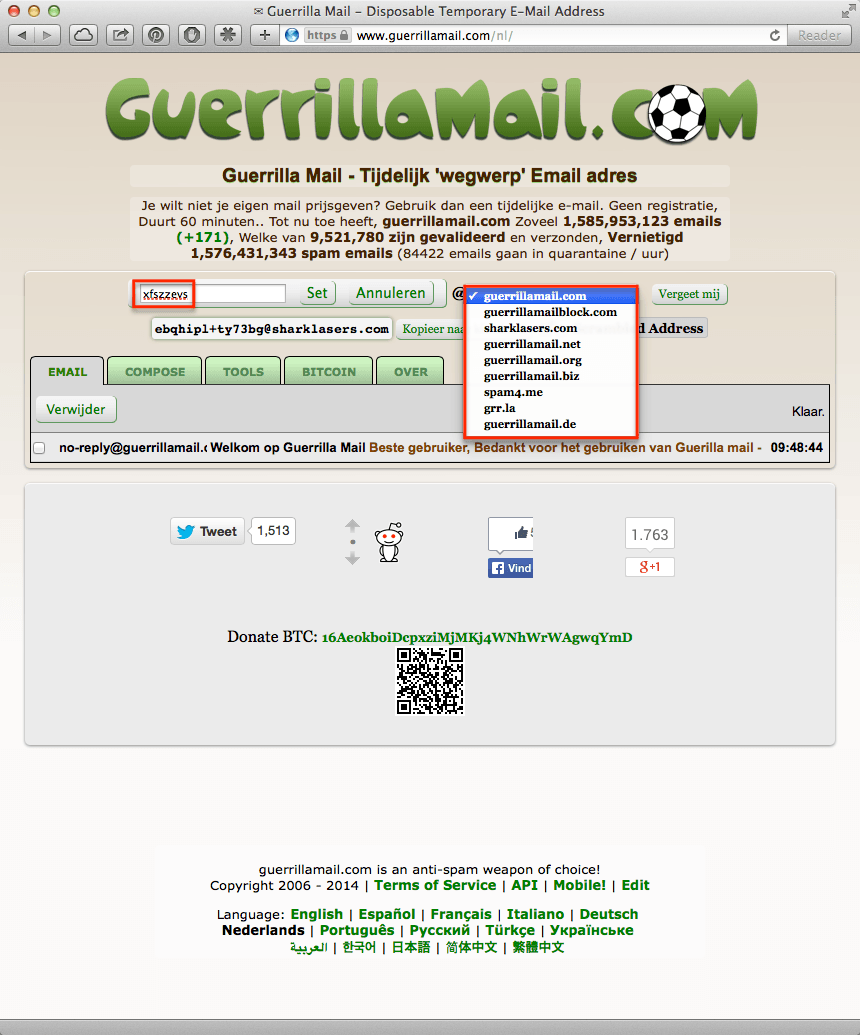 ✉ Guerrilla Mail – Disposable Temporary E-Mail Address
https www.guerrillamail.com/nl/ Reader
GuerrillaMail.com
Guerrilla Mail - Tijdelijk 'wegwerp' Email adres
Je wilt niet je eigen mail prijsgeven? Gebruik dan een tijdelijke e-mail. Geen registratie,
Duurt 60 minuten.. Tot nu toe heeft, guerrillamail.com Zoveel 1,585,953,123 emails
(+171), Welke van 9,521,780 zijn gevalideerd en verzonden, Vernietigd
1,576,431,343 spam emails (84422 emails gaan in quarantaine / uur)
xfszzevs Set Annuleren @ ✓ guerrillamail.com Vergeet mij
guerrillamailblock.com
sharklasers.com
guerrillamail.net
guerrillamail.org
guerrillamail.biz
spam4.me
grr.la
guerrillamail.de
ebqhipl+ty73bg@sharklasers.com Kopieer naa Address
EMAIL COMPOSE TOOLS BITCOIN OVER
Verwijder Klaar.
no-reply@guerrillamail.c Welkom op Guerrilla Mail Beste gebruiker, Bedankt voor het gebruiken van Guerilla mail - 09:48:44
Tweet 1,513 1.763
Vind g+1
Donate BTC: 16AeokboiDcpxziMjMKj4WNhWrWAgwqYmD
guerrillamail.com is an anti-spam weapon of choice!
Copyright 2006 - 2014 | Terms of Service | API | Mobile! | Edit
Language: English | Español | Français | Italiano | Deutsch
Nederlands | Português | Русский | Türkçe | Українське
العربية | 한국어 | 日本語 | 简体中文 | 繁體中文